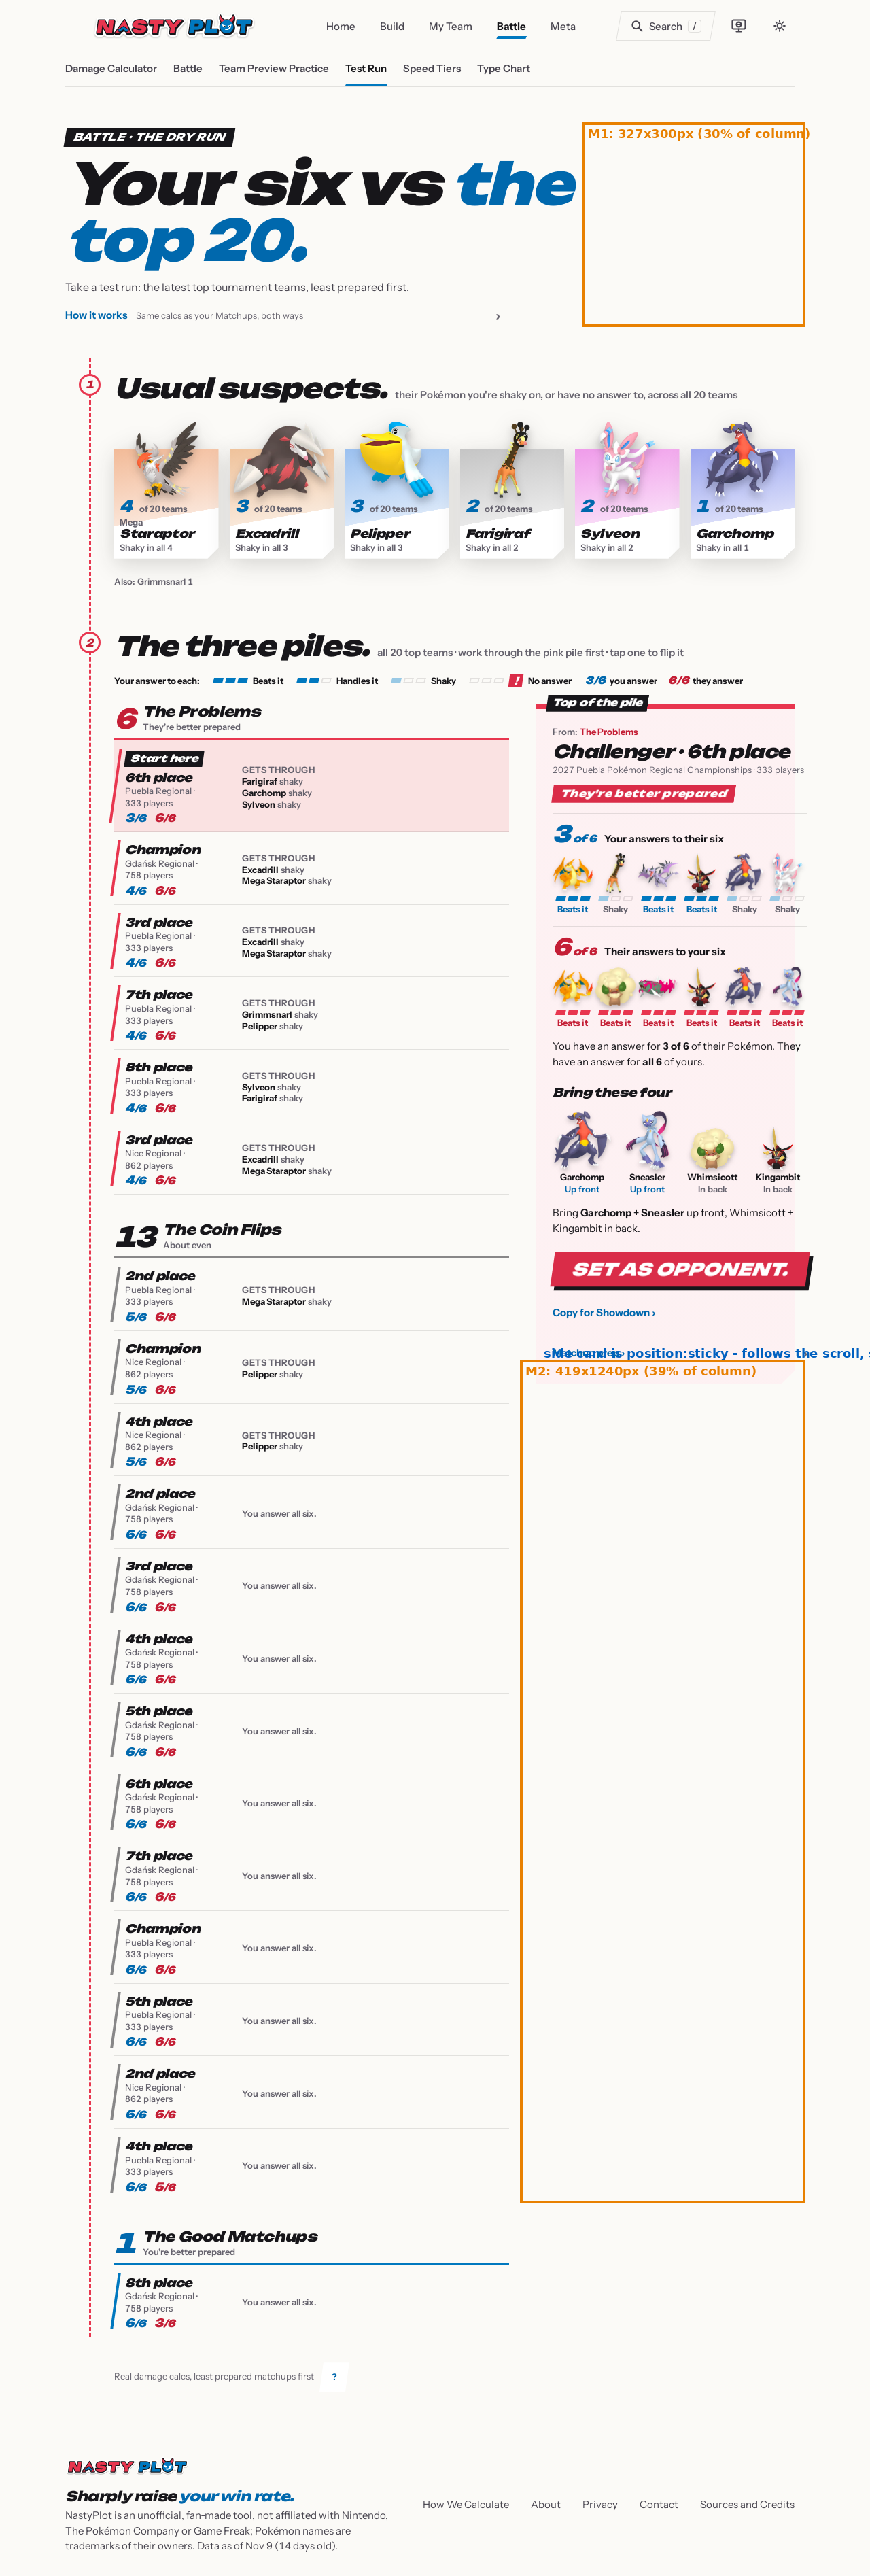 NASTY PLOT
Home Build My Team Battle Meta Search /
Damage Calculator Battle Team Preview Practice Test Run Speed Tiers Type Chart
BATTLE · THE DRY RUN
M1: 327x300px (30% of column)
Your six vs the
top 20.
Take a test run: the latest top tournament teams, least prepared first.
How it works Same calcs as your Matchups, both ways ›
1
Usual suspects. their Pokémon you're shaky on, or have no answer to, across all 20 teams
4 of 20 teams
Mega
Staraptor
Shaky in all 4
3 of 20 teams
Excadrill
Shaky in all 3
3 of 20 teams
Pelipper
Shaky in all 3
2 of 20 teams
Farigiraf
Shaky in all 2
2 of 20 teams
Sylveon
Shaky in all 2
1 of 20 teams
Garchomp
Shaky in all 1
Also: Grimmsnarl 1
2
The three piles. all 20 top teams · work through the pink pile first · tap one to flip it
Your answer to each: Beats it Handles it Shaky ! No answer 3/6 you answer 6/6 they answer
6 The Problems
They're better prepared
Start here
6th place
Puebla Regional ·
333 players
3/6 6/6
GETS THROUGH
Farigiraf shaky
Garchomp shaky
Sylveon shaky
Champion
Gdańsk Regional ·
758 players
4/6 6/6
GETS THROUGH
Excadrill shaky
Mega Staraptor shaky
3rd place
Puebla Regional ·
333 players
4/6 6/6
GETS THROUGH
Excadrill shaky
Mega Staraptor shaky
7th place
Puebla Regional ·
333 players
4/6 6/6
GETS THROUGH
Grimmsnarl shaky
Pelipper shaky
8th place
Puebla Regional ·
333 players
4/6 6/6
GETS THROUGH
Sylveon shaky
Farigiraf shaky
3rd place
Nice Regional ·
862 players
4/6 6/6
GETS THROUGH
Excadrill shaky
Mega Staraptor shaky
13 The Coin Flips
About even
2nd place
Puebla Regional ·
333 players
5/6 6/6
GETS THROUGH
Mega Staraptor shaky
Champion
Nice Regional ·
862 players
5/6 6/6
GETS THROUGH
Pelipper shaky
4th place
Nice Regional ·
862 players
5/6 6/6
GETS THROUGH
Pelipper shaky
2nd place
Gdańsk Regional ·
758 players
6/6 6/6
You answer all six.
3rd place
Gdańsk Regional ·
758 players
6/6 6/6
You answer all six.
4th place
Gdańsk Regional ·
758 players
6/6 6/6
You answer all six.
5th place
Gdańsk Regional ·
758 players
6/6 6/6
You answer all six.
6th place
Gdańsk Regional ·
758 players
6/6 6/6
You answer all six.
7th place
Gdańsk Regional ·
758 players
6/6 6/6
You answer all six.
Champion
Puebla Regional ·
333 players
6/6 6/6
You answer all six.
5th place
Puebla Regional ·
333 players
6/6 6/6
You answer all six.
2nd place
Nice Regional ·
862 players
6/6 6/6
You answer all six.
4th place
Puebla Regional ·
333 players
6/6 5/6
You answer all six.
1 The Good Matchups
You're better prepared
8th place
Gdańsk Regional ·
758 players
6/6 3/6
You answer all six.
Top of the pile
From: The Problems
Challenger · 6th place
2027 Puebla Pokémon Regional Championships · 333 players
They're better prepared
3 of 6 Your answers to their six
Beats it Shaky Beats it Beats it Shaky Shaky
6 of 6 Their answers to your six
Beats it Beats it Beats it Beats it Beats it Beats it
You have an answer for 3 of 6 of their Pokémon. They
have an answer for all 6 of yours.
Bring these four
Garchomp Sneasler Whimsicott Kingambit
Up front Up front In back In back
Bring Garchomp + Sneasler up front, Whimsicott +
Kingambit in back.
SET AS OPPONENT.
Copy for Showdown ›
is position:sticky - follows the scroll,
M2: 419x1240px (39% of column)
Real damage calcs, least prepared matchups first ?
NASTY PLOT
Sharply raise your win rate.
NastyPlot is an unofficial, fan-made tool, not affiliated with Nintendo,
The Pokémon Company or Game Freak; Pokémon names are
trademarks of their owners. Data as of Nov 9 (14 days old).
How We Calculate About Privacy Contact Sources and Credits